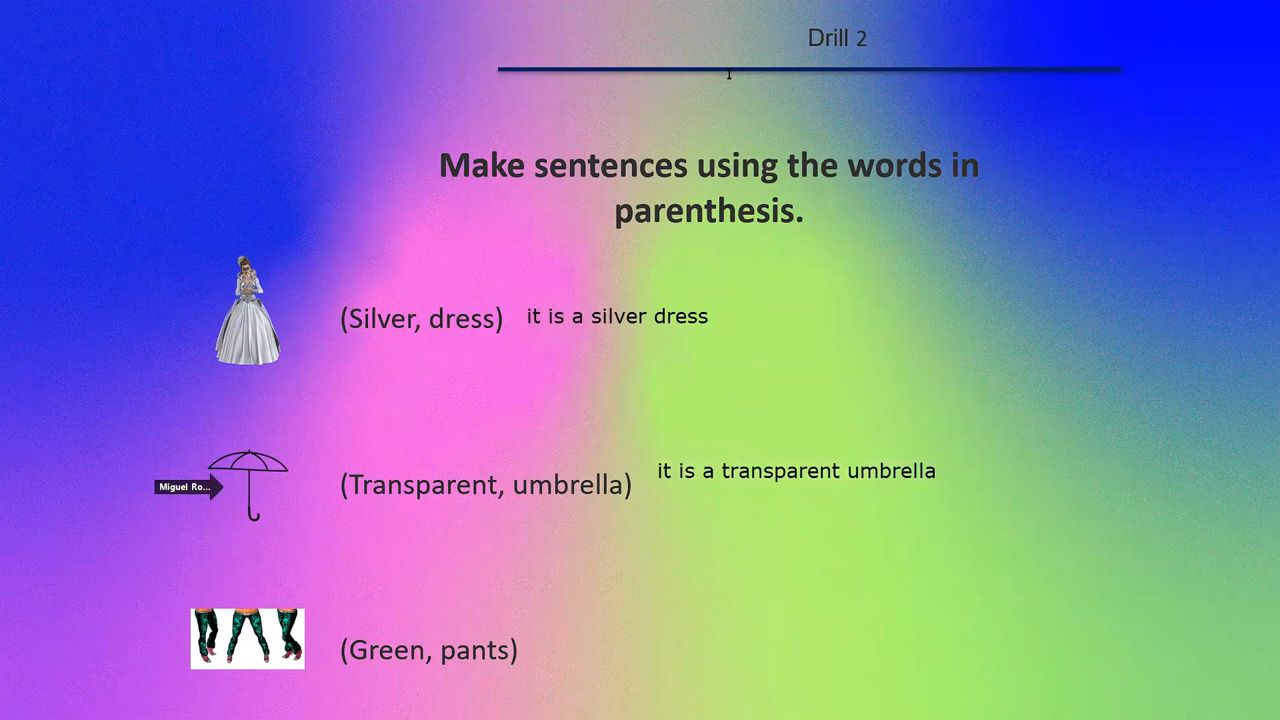 Drill 2
Make sentences using the words in
parenthesis.
(Silver, dress) it is a silver dress
(Transparent, umbrella) it is a transparent umbrella
Miguel Ro...
(Green, pants)